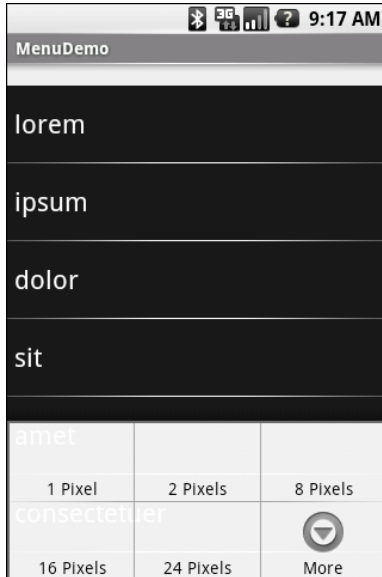 3G 9:17 AM
MenuDemo
lorem
ipsum
dolor
sit
amet
1 Pixel 2 Pixels 8 Pixels
consectetuer
16 Pixels 24 Pixels More